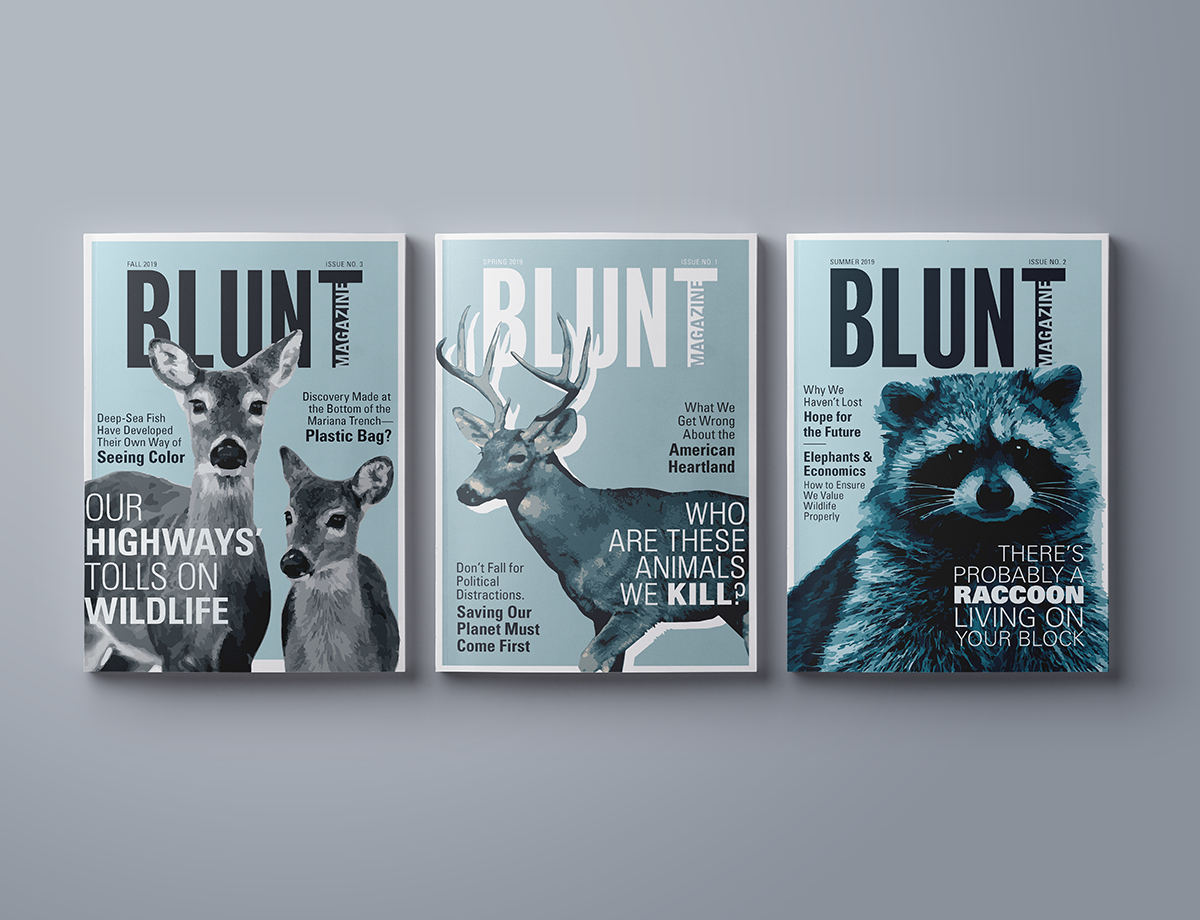 FALL 2019
ISSUE NO. 3
BLUNT
MAGAZINE
Deep-Sea Fish
Have Developed
Their Own Way of
Seeing Color
Discovery Made at
the Bottom of the
Mariana Trench—
Plastic Bag?
OUR
HIGHWAYS'
TOLLS ON
WILDLIFE
SPRING 2019
ISSUE NO. 1
BLUNT
MAGAZINE
What We
Get Wrong
About the
American
Heartland
WHO
ARE THESE
ANIMALS
WE KILL?
Don't Fall for
Political
Distractions.
Saving Our
Planet Must
Come First
SUMMER 2019
ISSUE NO. 2
BLUNT
MAGAZINE
Why We
Haven't Lost
Hope for
the Future
Elephants &
Economics
How to Ensure
We Value
Wildlife
Properly
THERE'S
PROBABLY A
RACCOON
LIVING ON
YOUR BLOCK